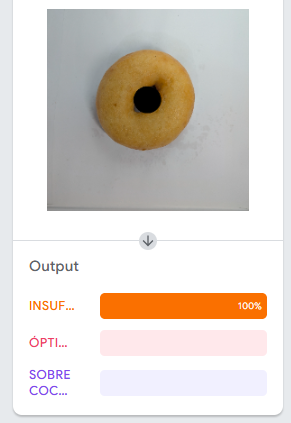 Output
INSUF...
100%
ÓPTI...
SOBRE
COC...